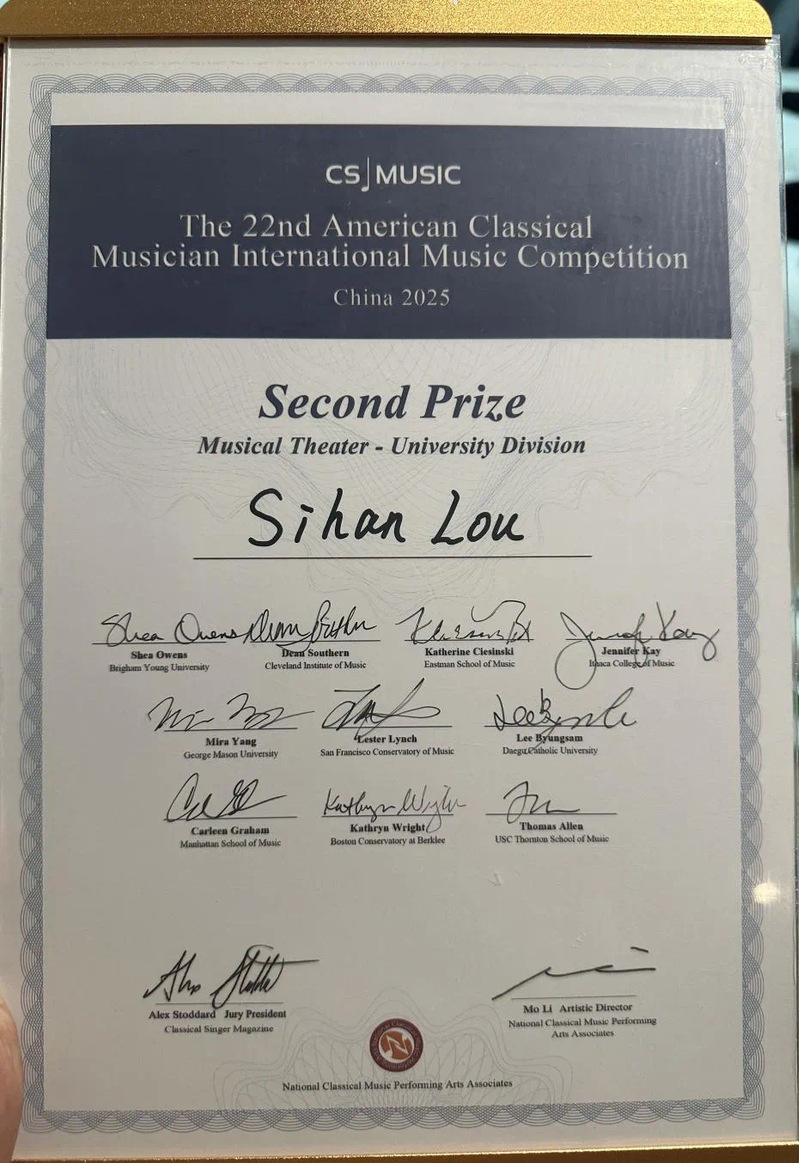 CS MUSIC
The 22nd American Classical
Musician International Music Competition
China 2025
Second Prize
Musical Theater - University Division
Sihan Lou
Shea Owens
Shea Owens Dean Southern Katherine Ciesinski Jennifer Kay
Brigham Young University Cleveland Institute of Music Eastman School of Music Ithaca College of Music
Mira Yang Lester Lynch Lee Byungsam
George Mason University San Francisco Conservatory of Music Daegu Catholic University
Kathryn Wright
Carleen Graham Kathryn Wright Thomas Allen
Manhattan School of Music Boston Conservatory at Berklee USC Thornton School of Music
Alex Stoddard Jury President Mo Li Artistic Director
Classical Singer Magazine National Classical Music Performing
Arts Associates
N
National Classical Music Performing Arts Associates